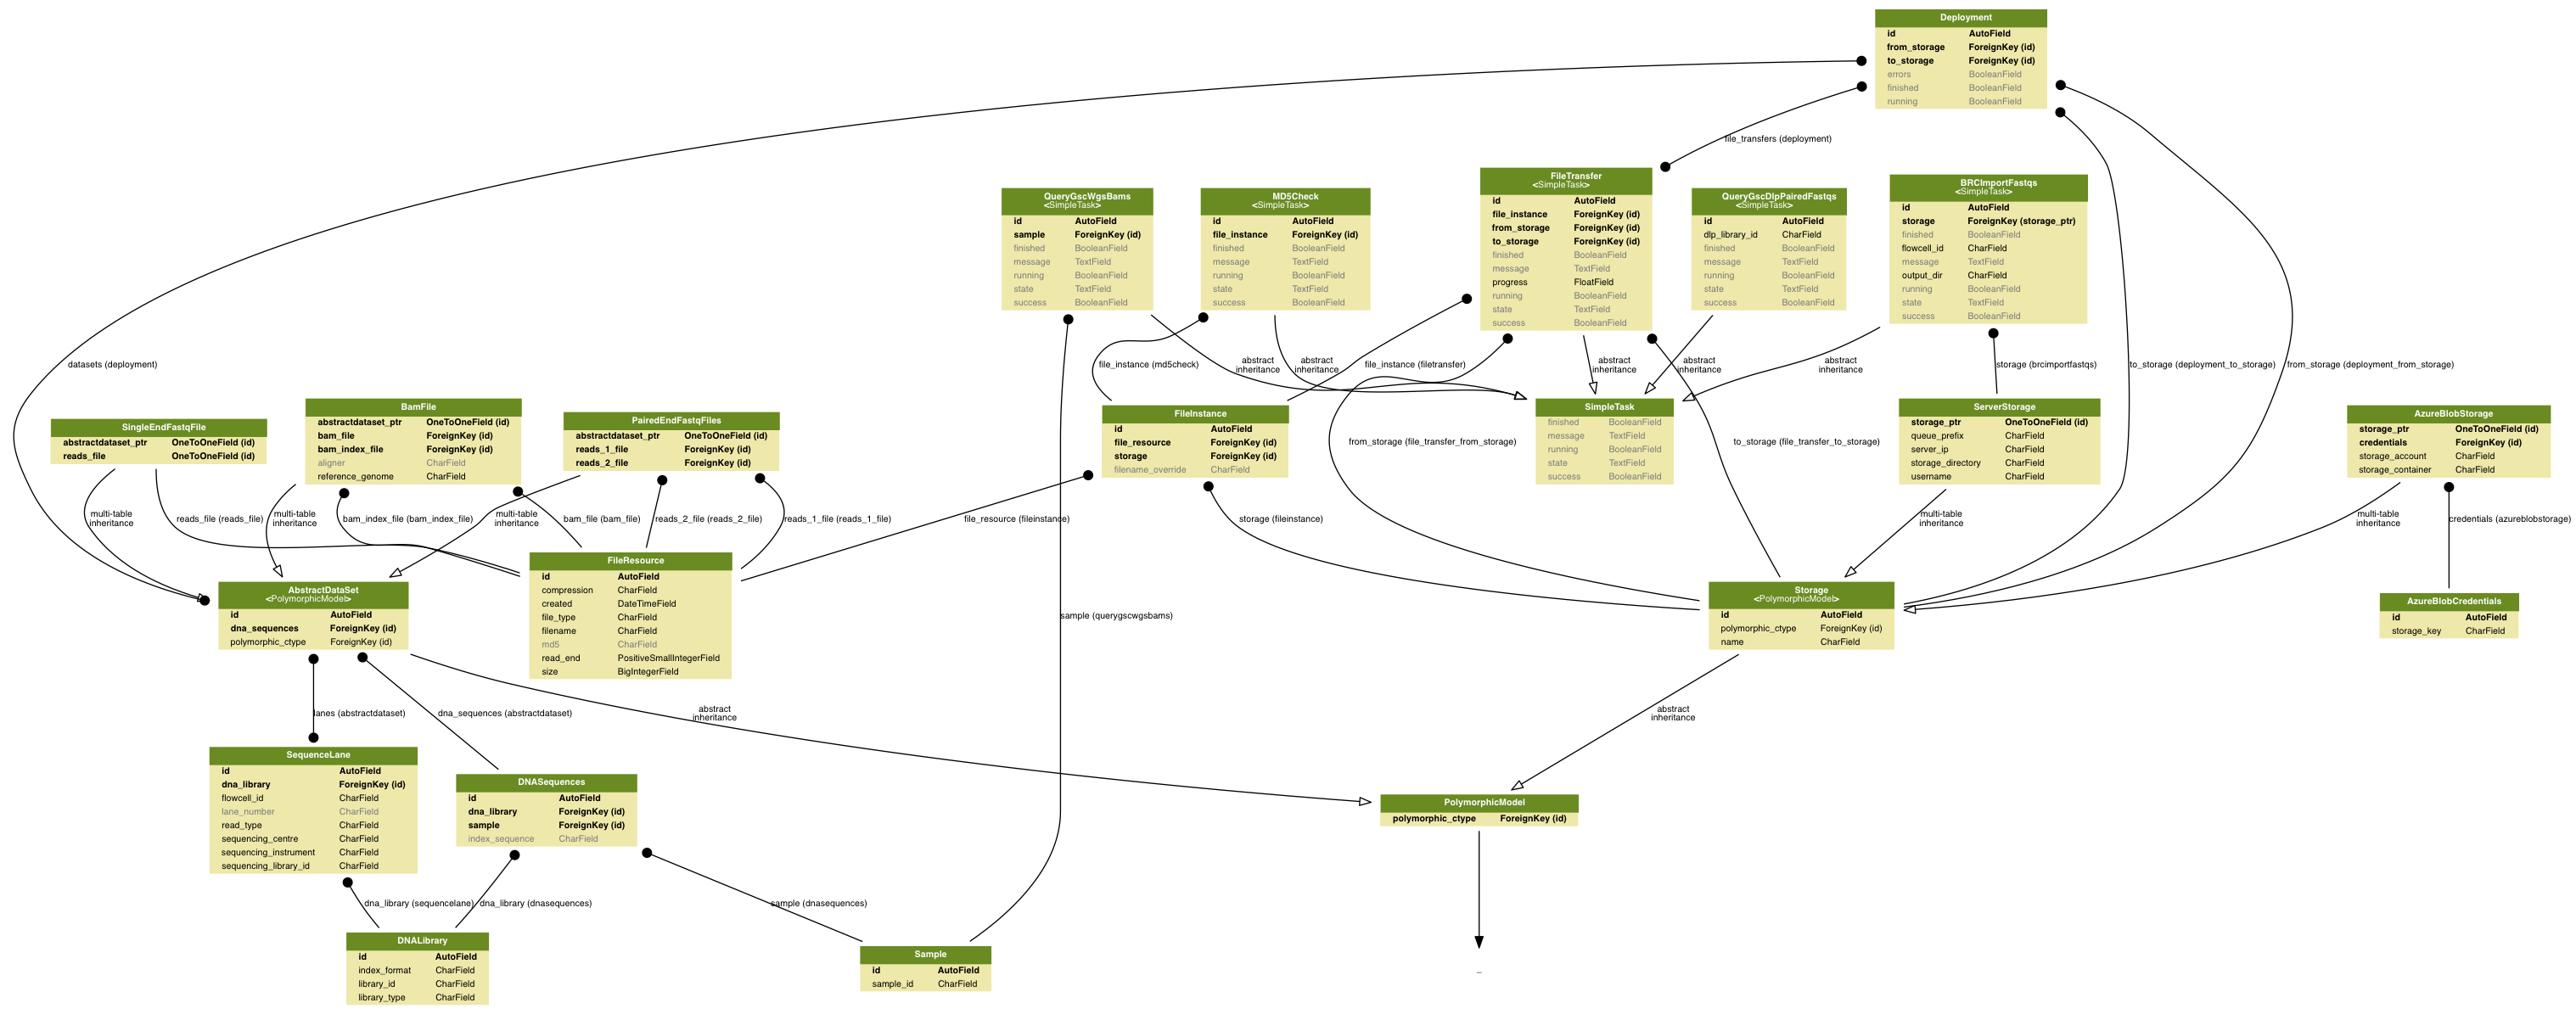 Deployment
id AutoField
from_storage ForeignKey (id)
to_storage ForeignKey (id)
errors BooleanField
finished BooleanField
running BooleanField
file_transfers (deployment)
QueryGscWgsBams
<SimpleTask>
id AutoField
sample ForeignKey (id)
finished BooleanField
message TextField
running BooleanField
state TextField
success BooleanField
MD5Check
<SimpleTask>
id AutoField
file_instance ForeignKey (id)
finished BooleanField
message TextField
running BooleanField
state TextField
success BooleanField
FileTransfer
<SimpleTask>
id AutoField
file_instance ForeignKey (id)
from_storage ForeignKey (id)
to_storage ForeignKey (id)
finished BooleanField
message TextField
progress FloatField
running BooleanField
state TextField
success BooleanField
QueryGscDlpPairedFastqs
<SimpleTask>
id AutoField
dlp_library_id CharField
finished BooleanField
message TextField
running BooleanField
state TextField
success BooleanField
BRCImportFastqs
<SimpleTask>
id AutoField
storage ForeignKey (storage_ptr)
finished BooleanField
flowcell_id CharField
message TextField
output_dir CharField
running BooleanField
state TextField
success BooleanField
datasets (deployment)
file_instance (md5check)
abstract
inheritance
abstract
inheritance
file_instance (filetransfer)
abstract
inheritance
abstract
inheritance
abstract
inheritance
storage (brcimportfastqs)
to_storage (deployment_to_storage)
from_storage (deployment_from_storage)
SingleEndFastqFile
abstractdataset_ptr OneToOneField (id)
reads_file OneToOneField (id)
BamFile
abstractdataset_ptr OneToOneField (id)
bam_file ForeignKey (id)
bam_index_file ForeignKey (id)
aligner CharField
reference_genome CharField
PairedEndFastqFiles
abstractdataset_ptr OneToOneField (id)
reads_1_file ForeignKey (id)
reads_2_file ForeignKey (id)
FileInstance
id AutoField
file_resource ForeignKey (id)
storage ForeignKey (id)
filename_override CharField
from_storage (file_transfer_from_storage)
SimpleTask
finished BooleanField
message TextField
running BooleanField
state TextField
success BooleanField
to_storage (file_transfer_to_storage)
ServerStorage
storage_ptr OneToOneField (id)
queue_prefix CharField
server_ip CharField
storage_directory CharField
username CharField
AzureBlobStorage
storage_ptr OneToOneField (id)
credentials ForeignKey (id)
storage_account CharField
storage_container CharField
multi-table
inheritance
reads_file (reads_file)
multi-table
inheritance
bam_index_file (bam_index_file)
multi-table
inheritance
bam_file (bam_file)
reads_2_file (reads_2_file)
reads_1_file (reads_1_file)
file_resource (fileinstance)
storage (fileinstance)
multi-table
inheritance
multi-table
inheritance
credentials (azureblobstorage)
AbstractDataSet
<PolymorphicModel>
id AutoField
dna_sequences ForeignKey (id)
polymorphic_ctype ForeignKey (id)
FileResource
id AutoField
compression CharField
created DateTimeField
file_type CharField
filename CharField
md5 CharField
read_end PositiveSmallIntegerField
size BigIntegerField
sample (querygscwgsbams)
Storage
<PolymorphicModel>
id AutoField
polymorphic_ctype ForeignKey (id)
name CharField
AzureBlobCredentials
id AutoField
storage_key CharField
lanes (abstractdataset)
dna_sequences (abstractdataset)
abstract
inheritance
abstract
inheritance
SequenceLane
id AutoField
dna_library ForeignKey (id)
flowcell_id CharField
lane_number CharField
read_type CharField
sequencing_centre CharField
sequencing_instrument CharField
sequencing_library_id CharField
DNASequences
id AutoField
dna_library ForeignKey (id)
sample ForeignKey (id)
index_sequence CharField
PolymorphicModel
polymorphic_ctype ForeignKey (id)
dna_library (sequencelane)
dna_library (dnasequences)
sample (dnasequences)
DNALibrary
id AutoField
index_format CharField
library_id CharField
library_type CharField
Sample
id AutoField
sample_id CharField